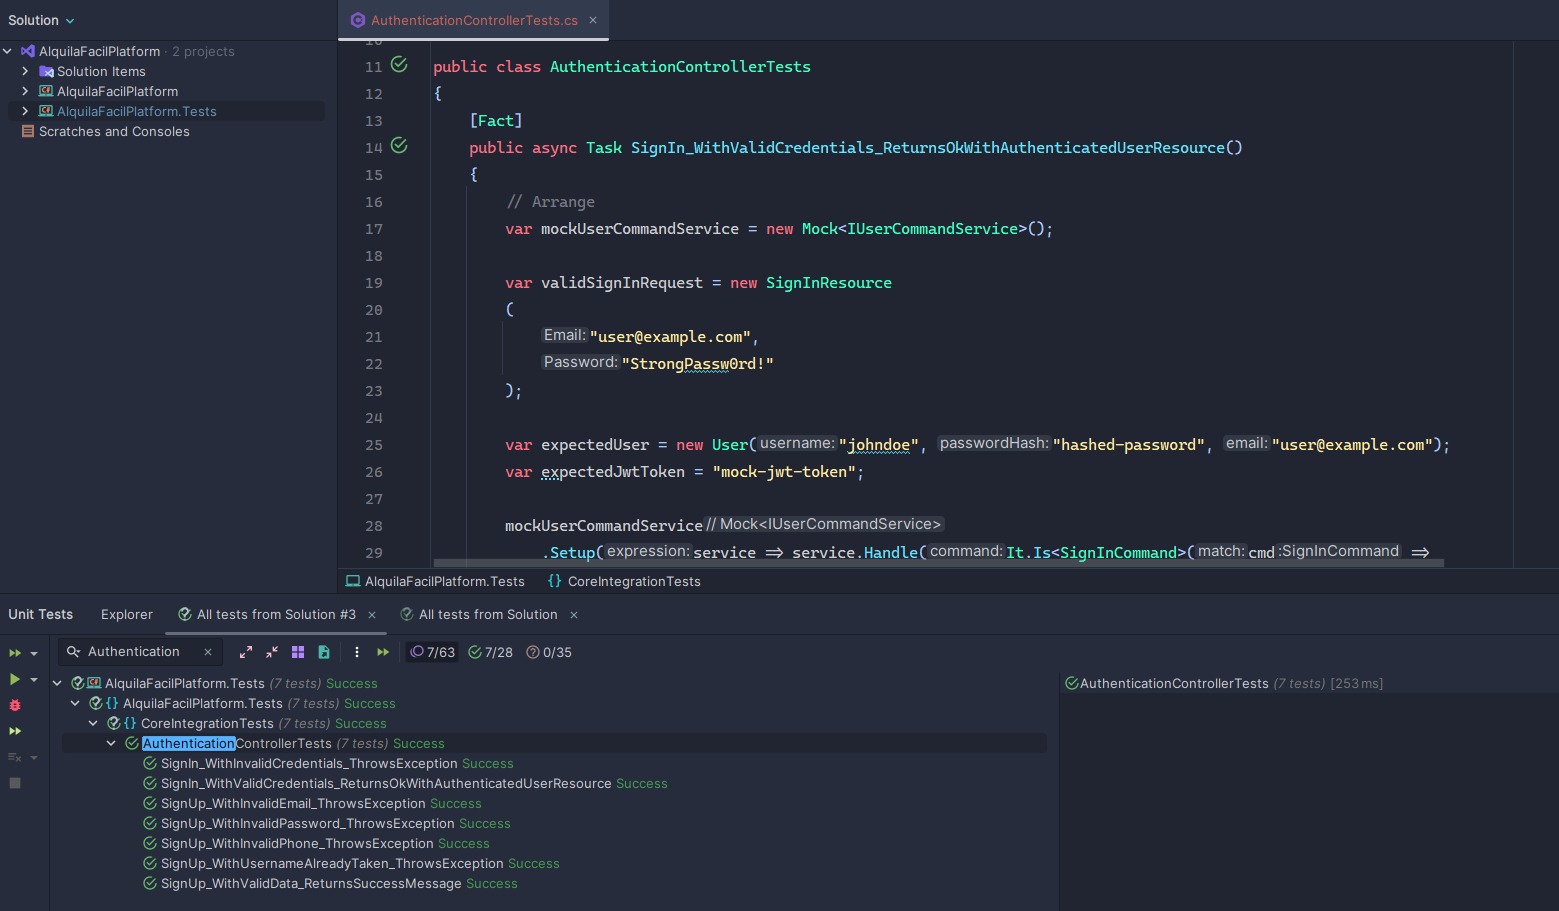 Solution
AlquilaFacilPlatform · 2 projects
Solution Items
AlquilaFacilPlatform
AlquilaFacilPlatform.Tests
Scratches and Consoles
AuthenticationControllerTests.cs
10
11 public class AuthenticationControllerTests
12 {
13 [Fact]
14 public async Task SignIn_WithValidCredentials_ReturnsOkWithAuthenticatedUserResource()
15 {
16 // Arrange
17 var mockUserCommandService = new Mock<IUserCommandService>();
18
19 var validSignInRequest = new SignInResource
20 (
21 Email: "user@example.com",
22 Password: "StrongPassw0rd!"
23 );
24
25 var expectedUser = new User(username: "johndoe", passwordHash: "hashed-password", email: "user@example.com");
26 var expectedJwtToken = "mock-jwt-token";
27
28 mockUserCommandService // Mock<IUserCommandService>
29 .Setup(expression: service => service.Handle(command: It.Is<SignInCommand>(match: cmd :SignInCommand =>
AlquilaFacilPlatform.Tests {} CoreIntegrationTests
Unit Tests Explorer All tests from Solution #3 × All tests from Solution ×
Authentication × 7/63 7/28 0/35
AlquilaFacilPlatform.Tests (7 tests) Success
{} AlquilaFacilPlatform.Tests (7 tests) Success
{} CoreIntegrationTests (7 tests) Success
AuthenticationControllerTests (7 tests) Success
SignIn_WithInvalidCredentials_ThrowsException Success
SignIn_WithValidCredentials_ReturnsOkWithAuthenticatedUserResource Success
SignUp_WithInvalidEmail_ThrowsException Success
SignUp_WithInvalidPassword_ThrowsException Success
SignUp_WithInvalidPhone_ThrowsException Success
SignUp_WithUsernameAlreadyTaken_ThrowsException Success
SignUp_WithValidData_ReturnsSuccessMessage Success
AuthenticationControllerTests (7 tests) [253 ms]